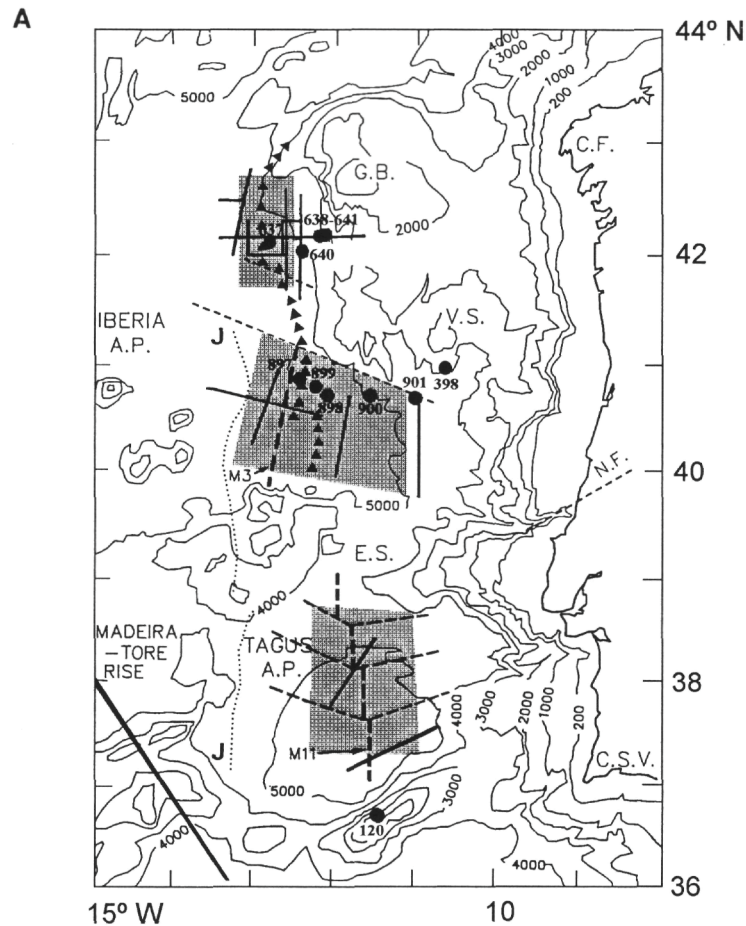 A
44° N
4000
3000
2000
1000
200
5000
C.F.
G.B.
2000
638-641
637
640
42
IBERIA
A.P.
J
V.S.
398
897
899
898
900
901
M3
40
N.F.
5000
E.S.
4000
MADEIRA
-TORE
RISE
TAGUS
A.P.
38
4000
3000
2000
1000
200
J
M11
C.S.V.
5000
3000
120
4000
4000
36
15° W
10